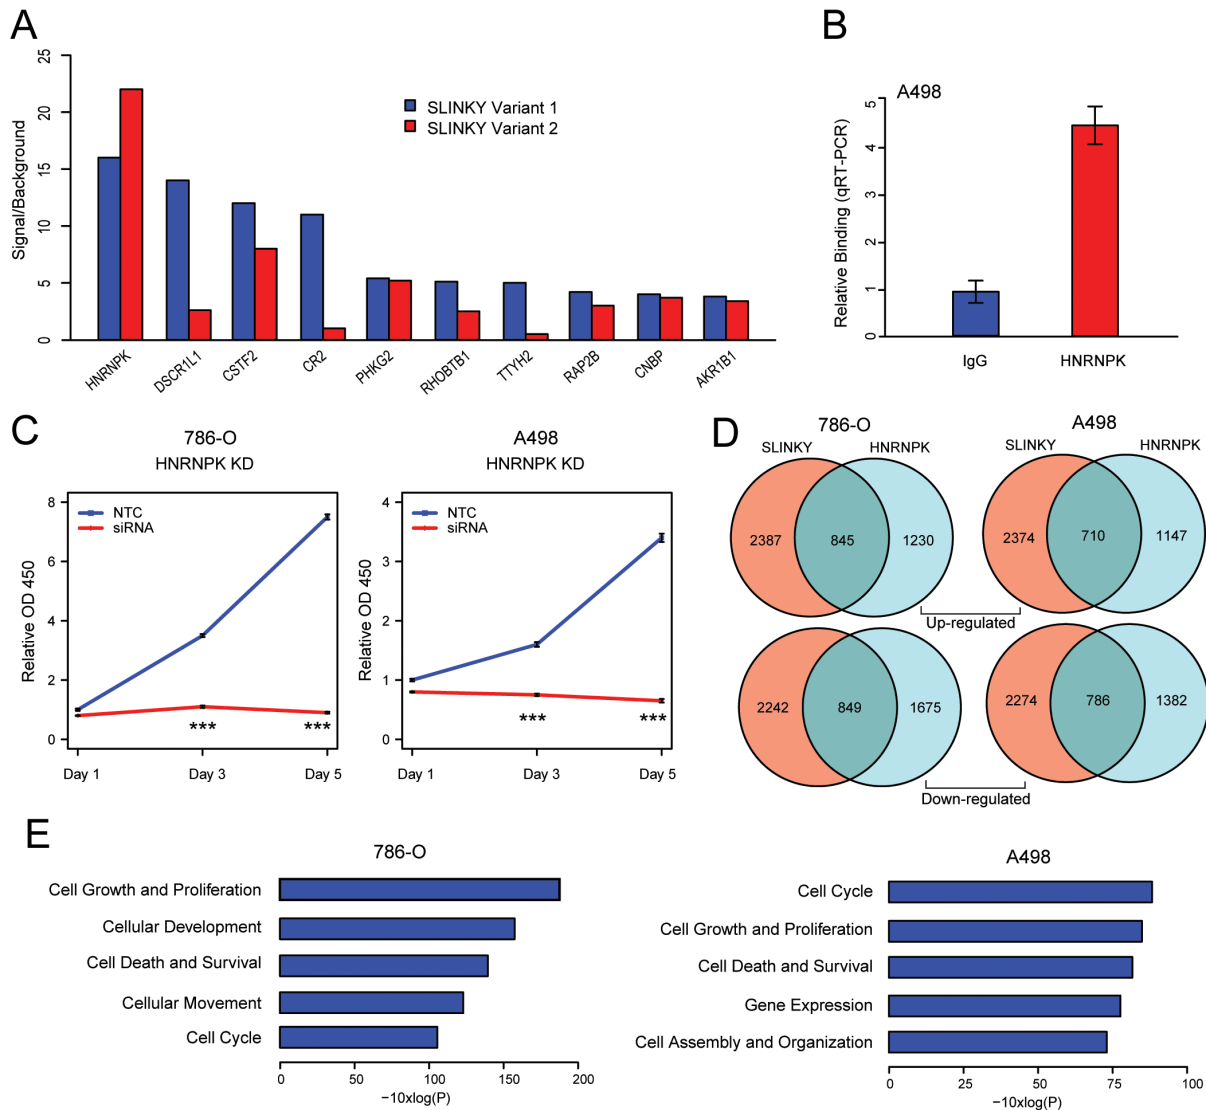 A
25
20
15
10
5
0
Signal/Background
SLINKY Variant 1
SLINKY Variant 2
HNRNPK
DSCR1L1
CSTF2
CR2
PHKG2
RHOBTB1
TTYH2
RAP2B
CNBP
AKR1B1
B
A498
5
4
3
2
1
0
Relative Binding (qRT-PCR)
IgG
HNRNPK
C
786-O
HNRNPK KD
NTC
siRNA
8
6
4
2
0
Relative OD 450
***
***
Day 1
Day 3
Day 5
A498
HNRNPK KD
NTC
siRNA
4
3
2
1
0
Relative OD 450
***
***
Day 1
Day 3
Day 5
D
786-O
SLINKY
HNRNPK
2387
845
1230
A498
SLINKY
HNRNPK
2374
710
1147
Up-regulated
2242
849
1675
2274
786
1382
Down-regulated
E
786-O
Cell Growth and Proliferation
Cellular Development
Cell Death and Survival
Cellular Movement
Cell Cycle
0
50
100
150
200
−10xlog(P)
A498
Cell Cycle
Cell Growth and Proliferation
Cell Death and Survival
Gene Expression
Cell Assembly and Organization
0
25
50
75
100
−10xlog(P)